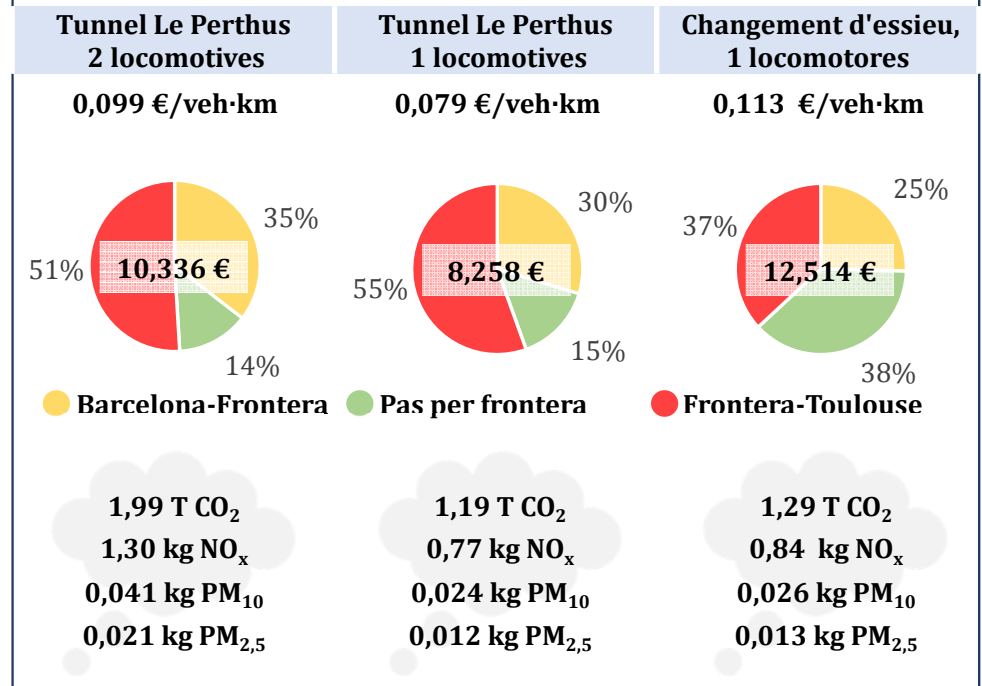 Tunnel Le Perthus
2 locomotives
Tunnel Le Perthus
1 locomotives
Changement d'essieu,
1 locomotores
0,099 €/veh·km
0,079 €/veh·km
0,113 €/veh·km
35%
51%
10,336 €
14%
30%
55%
8,258 €
15%
25%
37%
12,514 €
38%
Barcelona-Frontera
Pas per frontera
Frontera-Toulouse
1,99 T CO₂
1,30 kg NOₓ
0,041 kg PM₁₀
0,021 kg PM₂,₅
1,19 T CO₂
0,77 kg NOₓ
0,024 kg PM₁₀
0,012 kg PM₂,₅
1,29 T CO₂
0,84 kg NOₓ
0,026 kg PM₁₀
0,013 kg PM₂,₅